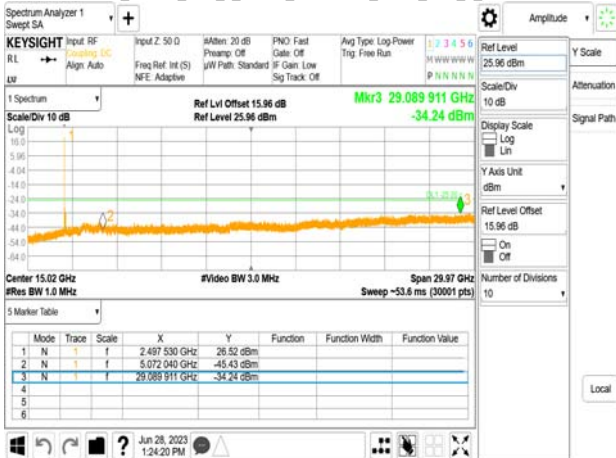 Spectrum Analyzer 1
Swept SA
Amplitude
KEYSIGHT
RL
Input: RF
Coupling: DC
Align: Auto
Input Z: 50 Ω
Freq Ref: Int (S)
NFE: Adaptive
#Atten: 20 dB
Preamp: Off
µW Path: Standard
PNO: Fast
Gate: Off
IF Gain: Low
Sig Track: Off
Avg Type: Log-Power
Trig: Free Run
1 2 3 4 5 6
M W W W W W
P N N N N N
1 Spectrum
Scale/Div 10 dB
Ref Lvl Offset 15.96 dB
Ref Level 25.96 dBm
Mkr3 29.089 911 GHz
-34.24 dBm
Log
16.0
5.96
-4.04
-14.0
-24.0
-34.0
-44.0
-54.0
-64.0
1
2
3
Center 15.02 GHz
#Res BW 1.0 MHz
#Video BW 3.0 MHz
Span 29.97 GHz
Sweep ~53.6 ms (30001 pts)
5 Marker Table
Mode Trace Scale X Y Function Function Width Function Value
1 N 1 f 2.497 530 GHz 26.52 dBm
2 N 1 f 5.072 040 GHz -45.43 dBm
3 N 1 f 29.089 911 GHz -34.24 dBm
4
5
6
Ref Level
25.96 dBm
Scale/Div
10 dB
Display Scale
Log
Lin
Y Axis Unit
dBm
Ref Level Offset
15.96 dB
On
Off
Number of Divisions
10
Y Scale
Attenuation
Signal Path
Local
?
Jun 28, 2023
1:24:20 PM